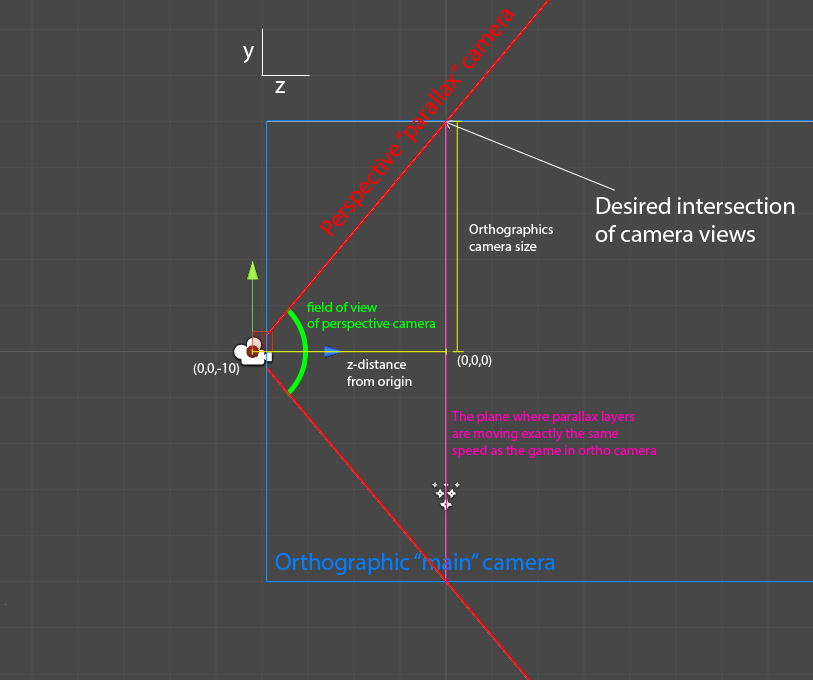 y
z
Perspective "parallax" camera
Desired intersection
of camera views
Orthographics
camera size
field of view
of perspective camera
(0,0,-10)
z-distance
from origin
(0,0,0)
The plane where parallax layers
are moving exactly the same
speed as the game in ortho camera
Orthographic "main" camera